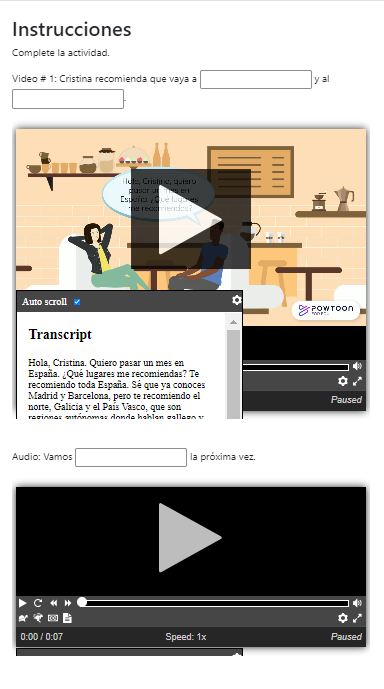 Instrucciones
Complete la actividad.
Video # 1: Cristina recomienda que vaya a y al
.
Hola, Cristina, quiero
pasar un mes en
España. ¿Qué lugares
me recomiendas?
POWTOON
Auto scroll
Transcript
Hola, Cristina. Quiero pasar un mes en
España. ¿Qué lugares me recomiendas? Te
recomiendo toda España. Sé que ya conoces
Madrid y Barcelona, pero te recomiendo el
norte, Galicia y el País Vasco, que son
regiones autónomas donde hablan gallego y
Paused
Audio: Vamos la próxima vez.
0:00 / 0:07 Speed: 1x Paused